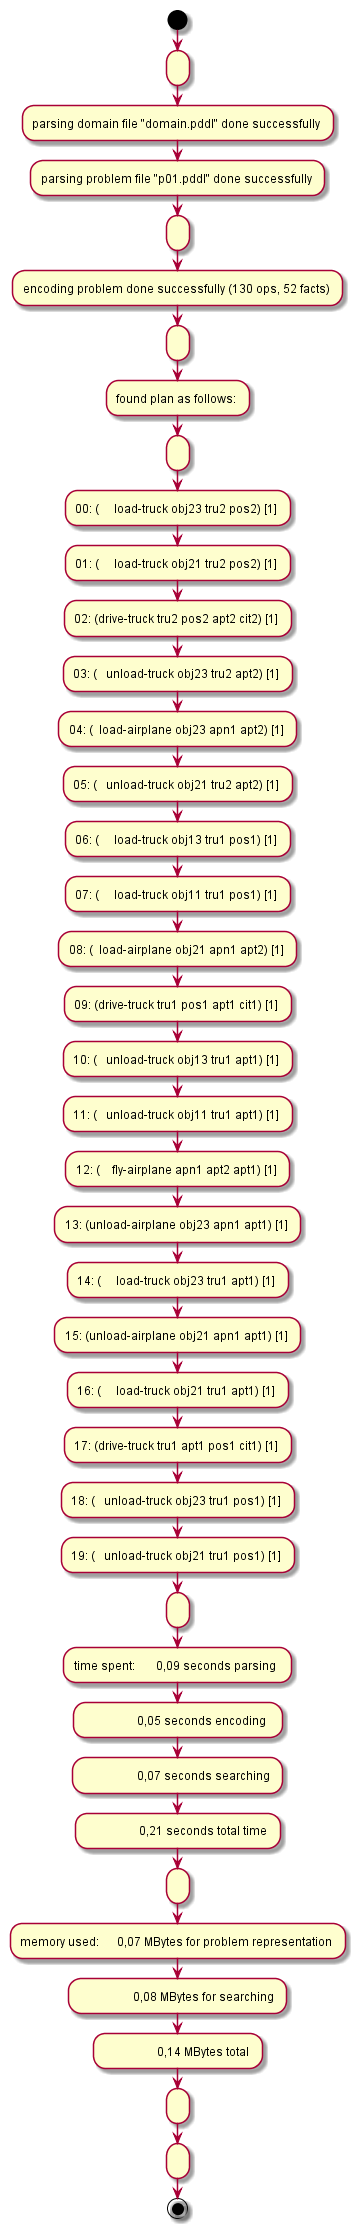 parsing domain file "domain.pddl" done successfully
parsing problem file "p01.pddl" done successfully
encoding problem done successfully (130 ops, 52 facts)
found plan as follows:
00: (     load-truck obj23 tru2 pos2) [1]
01: (     load-truck obj21 tru2 pos2) [1]
02: (drive-truck tru2 pos2 apt2 cit2) [1]
03: (   unload-truck obj23 tru2 apt2) [1]
04: (  load-airplane obj23 apn1 apt2) [1]
05: (   unload-truck obj21 tru2 apt2) [1]
06: (     load-truck obj13 tru1 pos1) [1]
07: (     load-truck obj11 tru1 pos1) [1]
08: (  load-airplane obj21 apn1 apt2) [1]
09: (drive-truck tru1 pos1 apt1 cit1) [1]
10: (   unload-truck obj13 tru1 apt1) [1]
11: (   unload-truck obj11 tru1 apt1) [1]
12: (    fly-airplane apn1 apt2 apt1) [1]
13: (unload-airplane obj23 apn1 apt1) [1]
14: (     load-truck obj23 tru1 apt1) [1]
15: (unload-airplane obj21 apn1 apt1) [1]
16: (     load-truck obj21 tru1 apt1) [1]
17: (drive-truck tru1 apt1 pos1 cit1) [1]
18: (   unload-truck obj23 tru1 pos1) [1]
19: (   unload-truck obj21 tru1 pos1) [1]
time spent:       0,09 seconds parsing
0,05 seconds encoding
0,07 seconds searching
0,21 seconds total time
memory used:      0,07 MBytes for problem representation
0,08 MBytes for searching
0,14 MBytes total